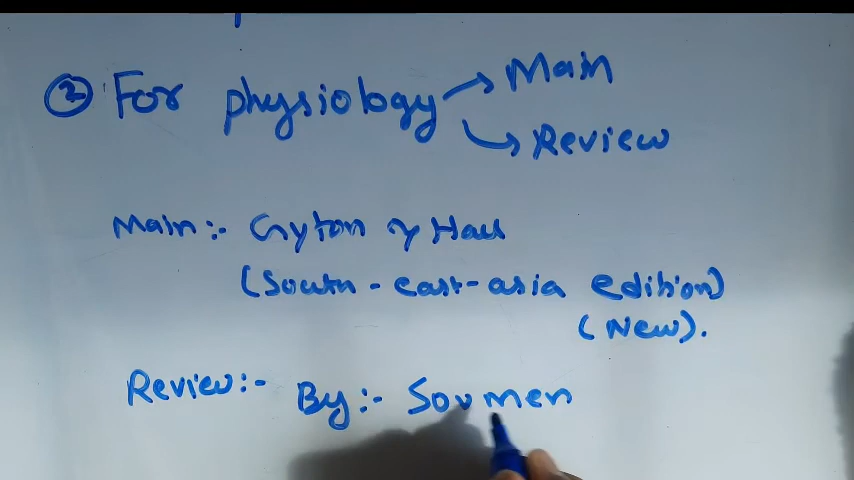 ② For physiology → Main
↳ Review
Main:- Gyton & Hall
(South-east-asia edition)
(New).
Review:- By:- Soumen